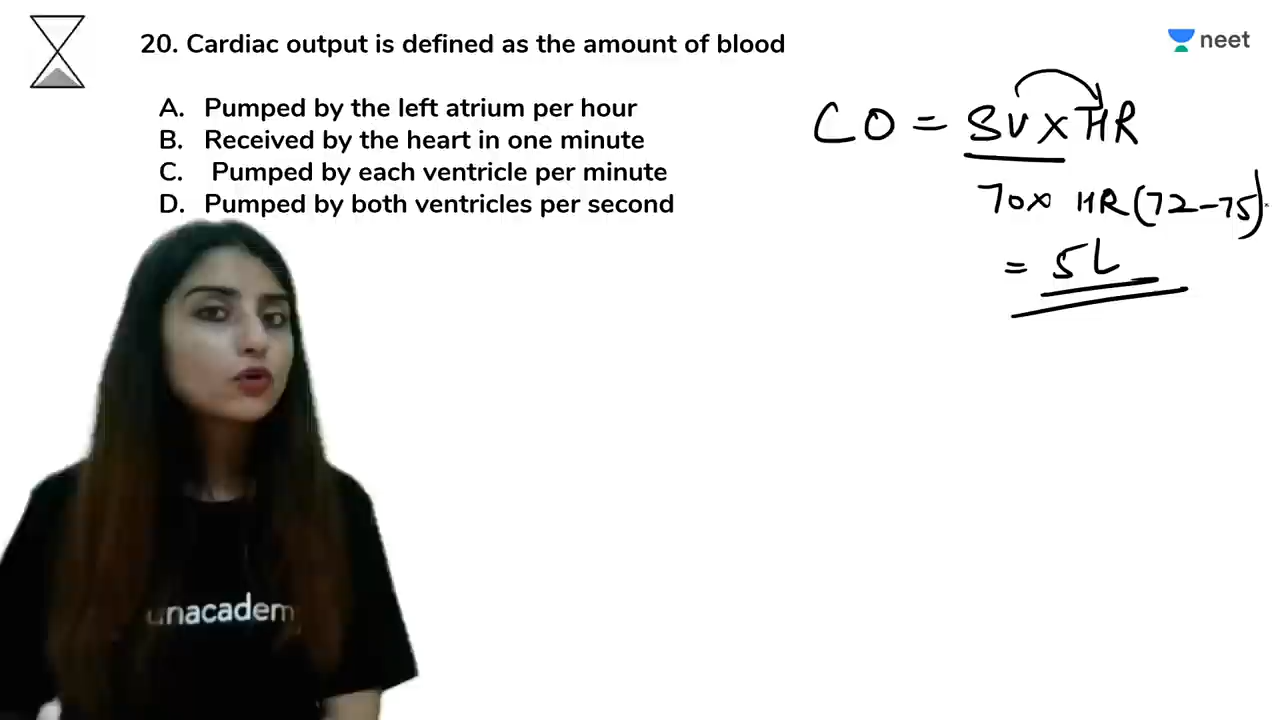 20. Cardiac output is defined as the amount of blood
A. Pumped by the left atrium per hour
B. Received by the heart in one minute
C. Pumped by each ventricle per minute
D. Pumped by both ventricles per second
neet
CO = SV X HR
70 X HR (72-75)
= 5L
unacadem